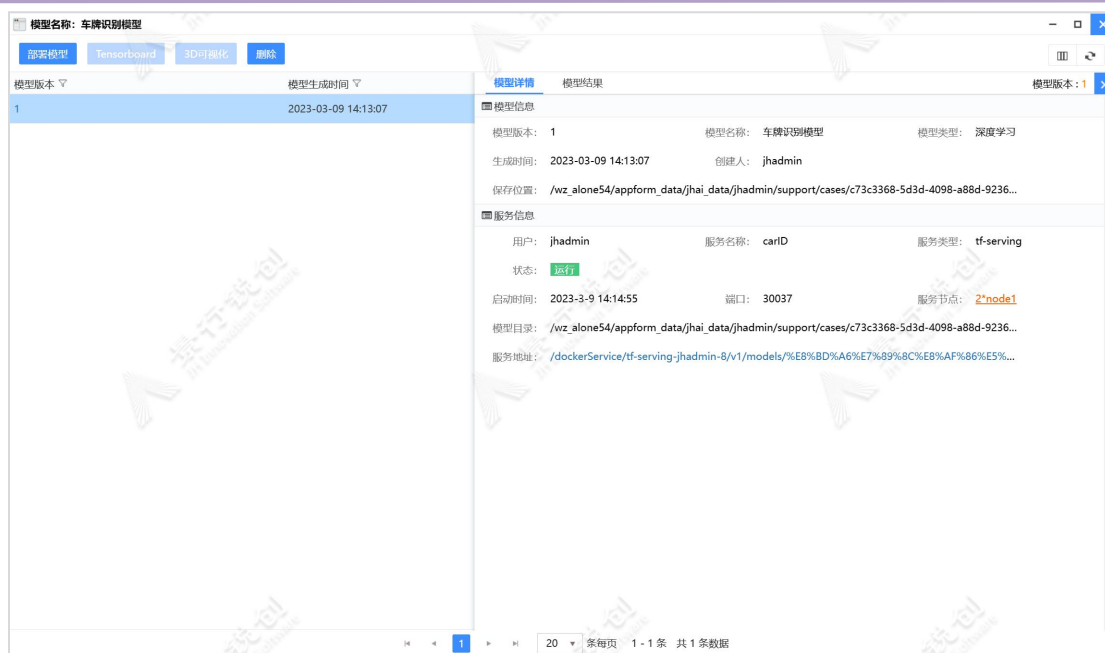 模型名称：车牌识别模型
部署模型 Tensorboard 3D可视化 删除
模型版本 模型生成时间
1 2023-03-09 14:13:07
模型详情 模型结果 模型版本：1
模型信息
模型版本： 1 模型名称： 车牌识别模型 模型类型： 深度学习
生成时间： 2023-03-09 14:13:07 创建人： jhadmin
保存位置： /wz_alone54/appform_data/jhai_data/jhadmin/support/cases/c73c3368-5d3d-4098-a88d-9236...
服务信息
用户： jhadmin 服务名称： carID 服务类型： tf-serving
状态： 运行
启动时间： 2023-3-9 14:14:55 端口： 30037 服务节点： 2*node1
模型目录： /wz_alone54/appform_data/jhai_data/jhadmin/support/cases/c73c3368-5d3d-4098-a88d-9236...
服务地址： /dockerService/tf-serving-jhadmin-8/v1/models/%E8%BD%A6%E7%89%8C%E8%AF%86%E5%...
1 20 条每页 1 - 1 条 共 1 条数据